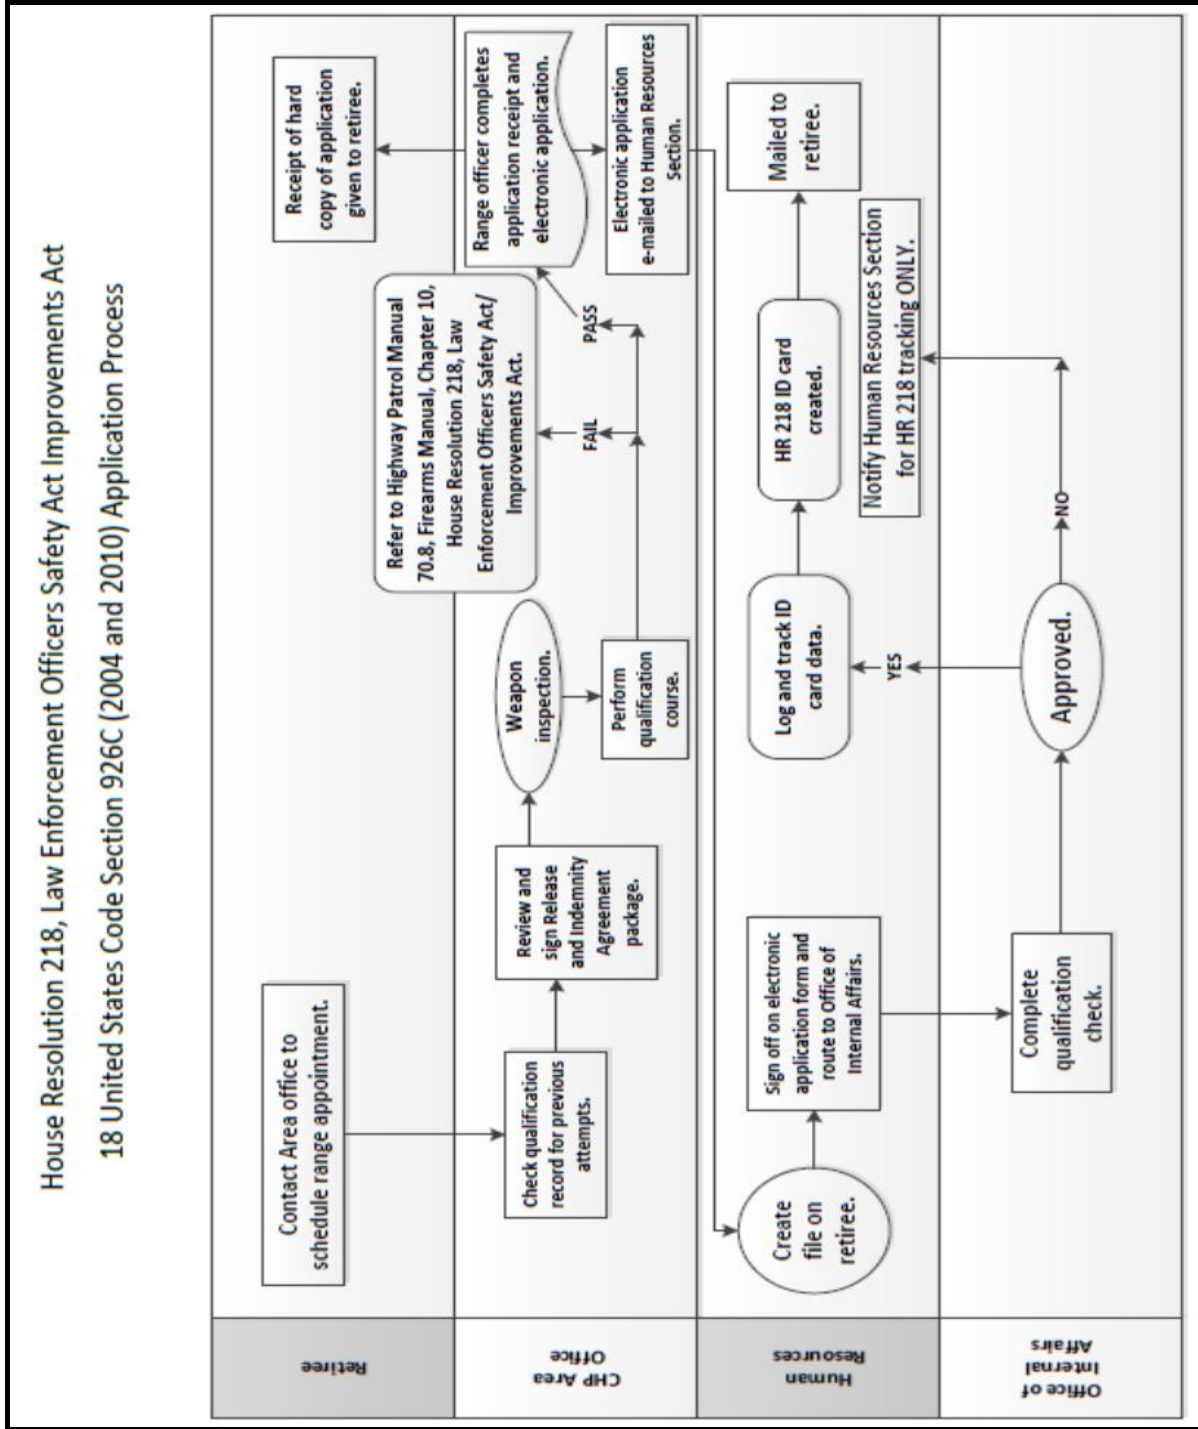 House Resolution 218, Law Enforcement Officers Safety Act Improvements Act
18 United States Code Section 926C (2004 and 2010) Application Process
Retiree
Contact Area office to
schedule range appointment.
Receipt of hard
copy of application
given to retiree.
CHP Area
Office
Check qualification
record for previous
attempts.
Review and
sign Release
and Indemnity
Agreement
package.
Weapon
inspection.
Perform
qualification
course.
Refer to Highway Patrol Manual
70.8, Firearms Manual, Chapter 10,
House Resolution 218, Law
Enforcement Officers Safety Act/
Improvements Act.
FAIL
PASS
Range officer completes
application receipt and
electronic application.
Electronic application
e-mailed to Human Resources
Section.
Human
Resources
Create
file on
retiree.
Sign off on electronic
application form and
route to Office of
Internal Affairs.
Log and track ID
card data.
HR 218 ID card
created.
Mailed to
retiree.
YES
Notify Human Resources Section
for HR 218 tracking ONLY.
Office of
Internal
Affairs
Complete
qualification
check.
Approved.
NO